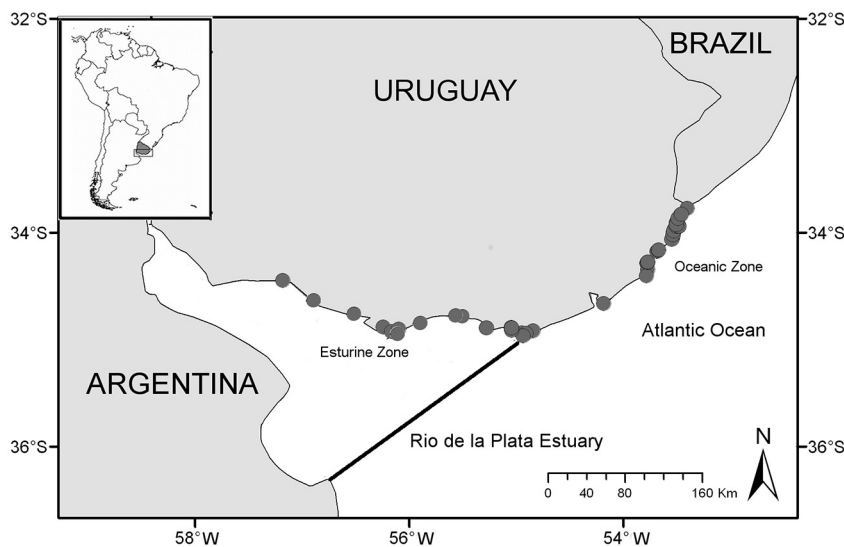 32°S
32°S
BRAZIL
URUGUAY
34°S
34°S
Oceanic Zone
Atlantic Ocean
Esturine Zone
ARGENTINA
Rio de la Plata Estuary
N
36°S
36°S
0 20 40 80 160 Km
58°W
56°W
54°W